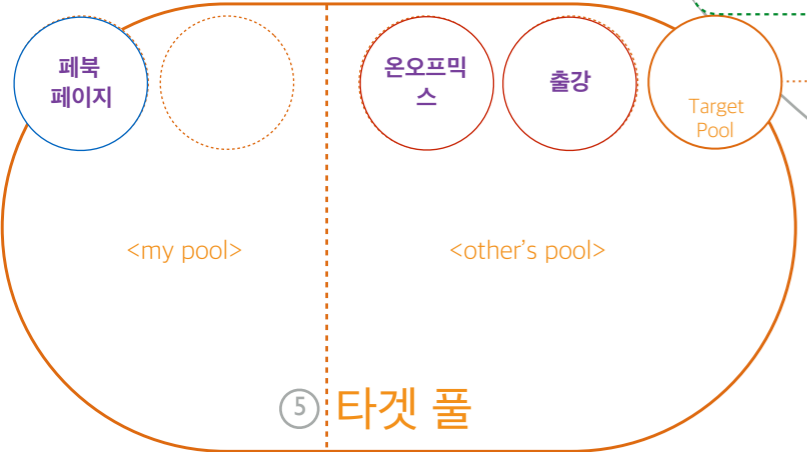 페북
페이지
온오프믹
스
출강
Target
Pool
<my pool>
<other's pool>
5 타겟 풀